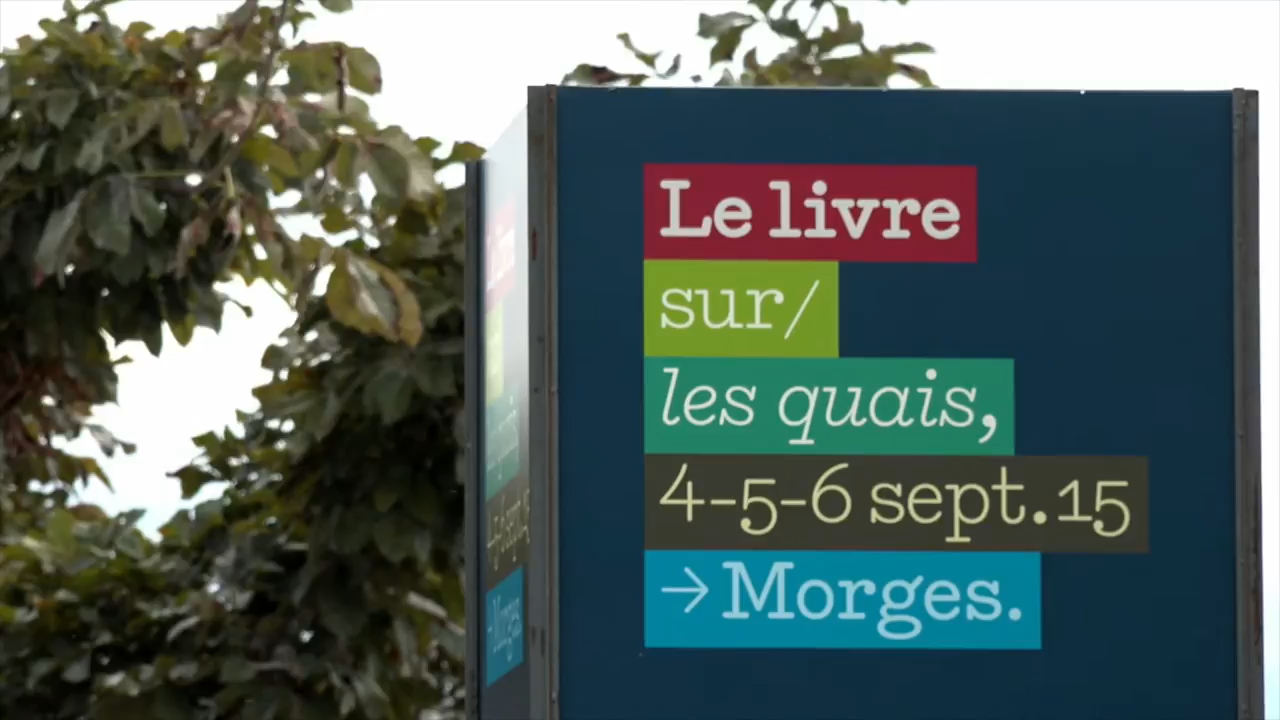 Le livre
sur/
les quais,
4-5-6 sept.15
→ Morges.